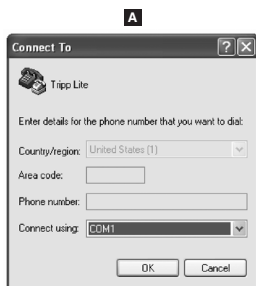 A
Connect To
Tripp Lite
Enter details for the phone number that you want to dial:
Country/region: United States (1)
Area code:
Phone number:
Connect using: COM1
OK Cancel